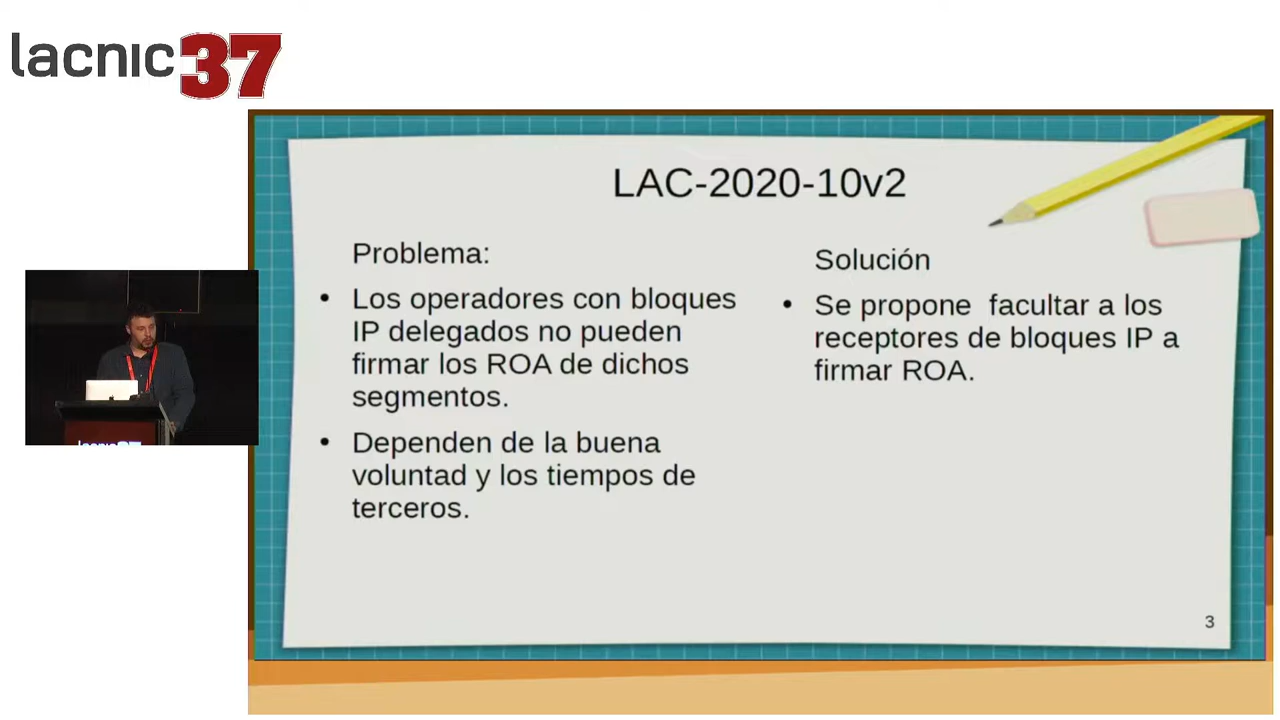 lacnic37
LAC-2020-10v2
Problema:
• Los operadores con bloques
IP delegados no pueden
firmar los ROA de dichos
segmentos.
• Dependen de la buena
voluntad y los tiempos de
terceros.
Solución
• Se propone  facultar a los
receptores de bloques IP a
firmar ROA.
3
lacnic37